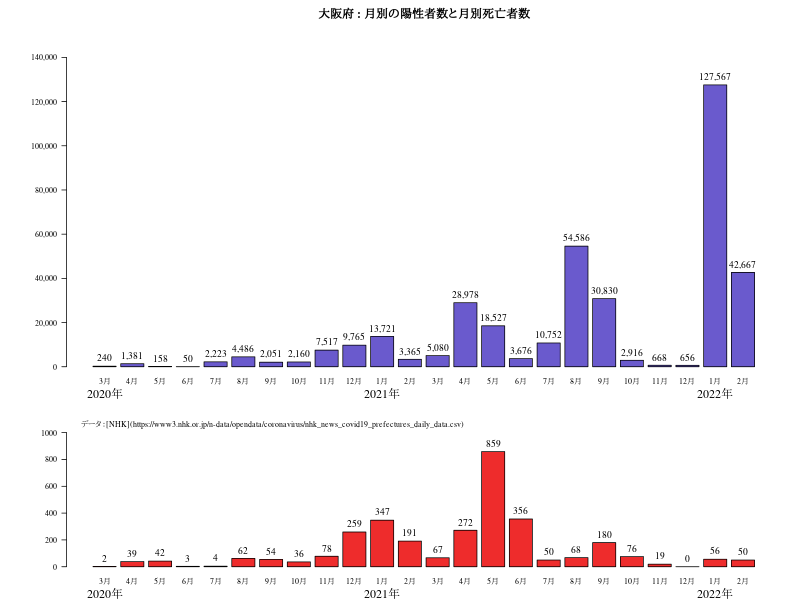 大阪府 : 月別の陽性者数と月別死亡者数
140,000
120,000
100,000
80,000
60,000
40,000
20,000
0
240 1,381 158 50 2,223 4,486 2,051 2,160 7,517 9,765 13,721 3,365 5,080 28,978 18,527 3,676 10,752 54,586 30,830 2,916 668 656 127,567 42,667
3月 4月 5月 6月 7月 8月 9月 10月 11月 12月 1月 2月 3月 4月 5月 6月 7月 8月 9月 10月 11月 12月 1月 2月
2020年 2021年 2022年
データ:[NHK](https://www3.nhk.or.jp/n-data/opendata/coronavirus/nhk_news_covid19_prefectures_daily_data.csv)
1000
800
600
400
200
0
2 39 42 3 4 62 54 36 78 259 347 191 67 272 859 356 50 68 180 76 19 0 56 50
3月 4月 5月 6月 7月 8月 9月 10月 11月 12月 1月 2月 3月 4月 5月 6月 7月 8月 9月 10月 11月 12月 1月 2月
2020年 2021年 2022年